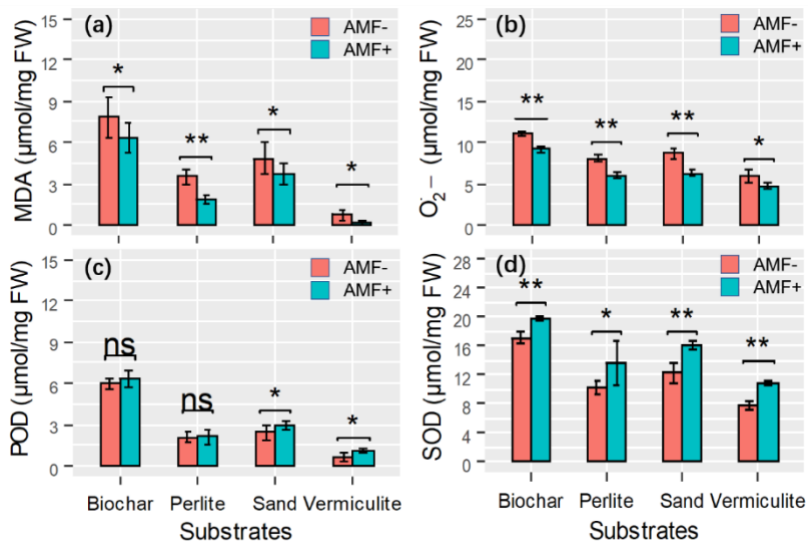 (a)
AMF-
AMF+
MDA (µmol/mg FW)
15
12
9
6
3
0
*
**
*
*
(b)
AMF-
AMF+
O₂·− (µmol/mg FW)
25
20
15
10
5
0
**
**
**
*
(c)
AMF-
AMF+
POD (µmol/mg FW)
15
12
9
6
3
0
ns
ns
*
*
Biochar Perlite Sand Vermiculite
Substrates
(d)
AMF-
AMF+
SOD (µmol/mg FW)
28
24
20
16
12
8
4
0
**
*
**
**
Biochar Perlite Sand Vermiculite
Substrates